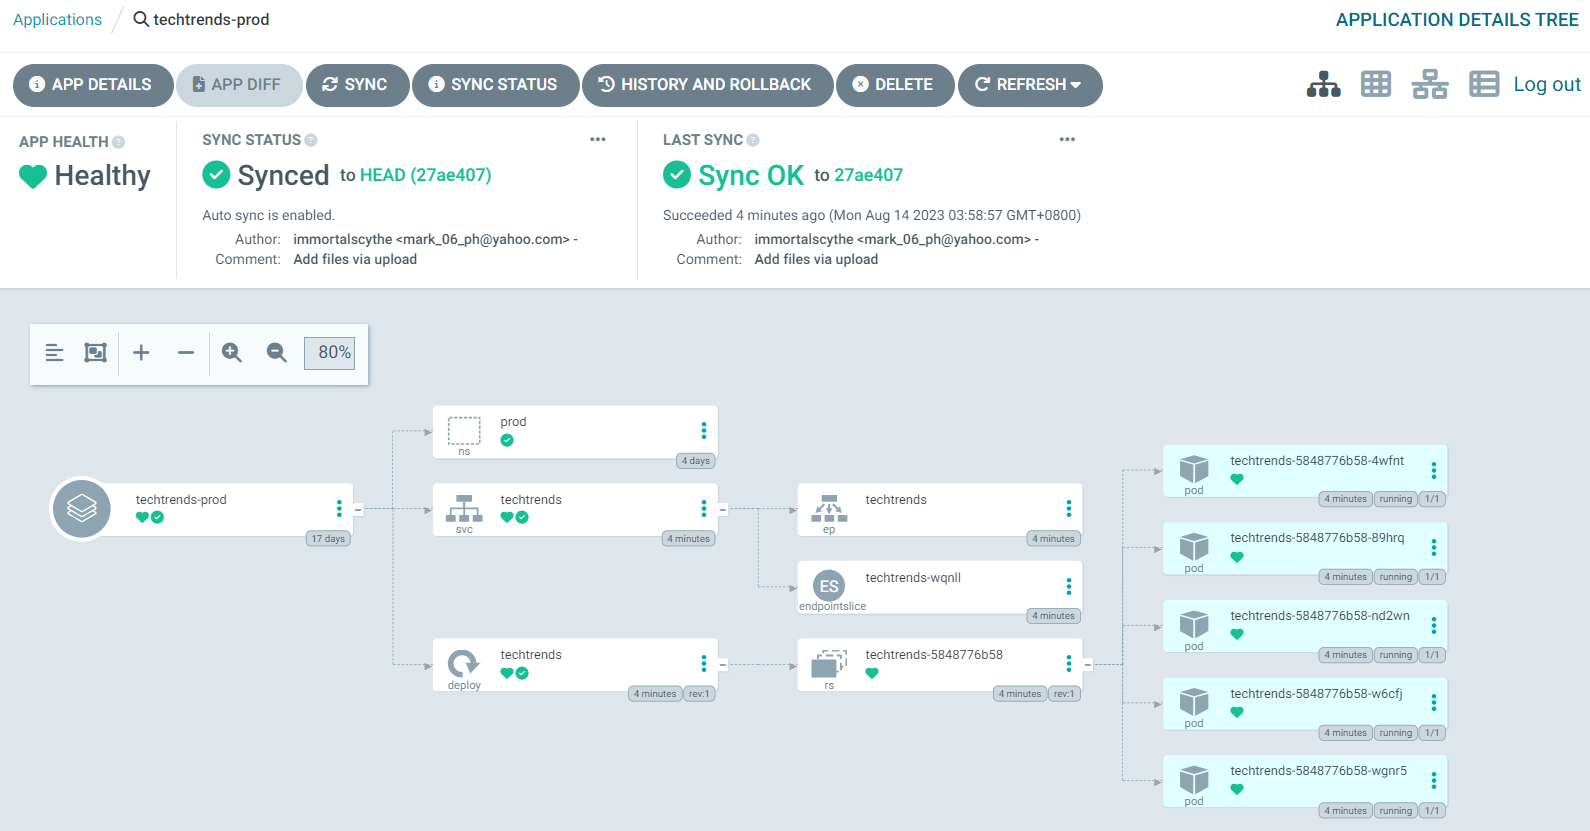 Applications / techtrends-prod
APPLICATION DETAILS TREE
APP DETAILS
APP DIFF
SYNC
SYNC STATUS
HISTORY AND ROLLBACK
DELETE
REFRESH
Log out
APP HEALTH
Healthy
SYNC STATUS
Synced to HEAD (27ae407)
Auto sync is enabled.
Author: immortalscythe <mark_06_ph@yahoo.com> -
Comment: Add files via upload
LAST SYNC
Sync OK to 27ae407
Succeeded 4 minutes ago (Mon Aug 14 2023 03:58:57 GMT+0800)
Author: immortalscythe <mark_06_ph@yahoo.com> -
Comment: Add files via upload
80%
techtrends-prod
17 days
prod
ns
4 days
techtrends
svc
4 minutes
techtrends
deploy
4 minutes rev:1
techtrends
ep
4 minutes
techtrends-wqnll
ES
endpointslice
4 minutes
techtrends-5848776b58
rs
4 minutes rev:1
techtrends-5848776b58-4wfnt
pod
4 minutes running 1/1
techtrends-5848776b58-89hrq
pod
4 minutes running 1/1
techtrends-5848776b58-nd2wn
pod
4 minutes running 1/1
techtrends-5848776b58-w6cfj
pod
4 minutes running 1/1
techtrends-5848776b58-wgnr5
pod
4 minutes running 1/1